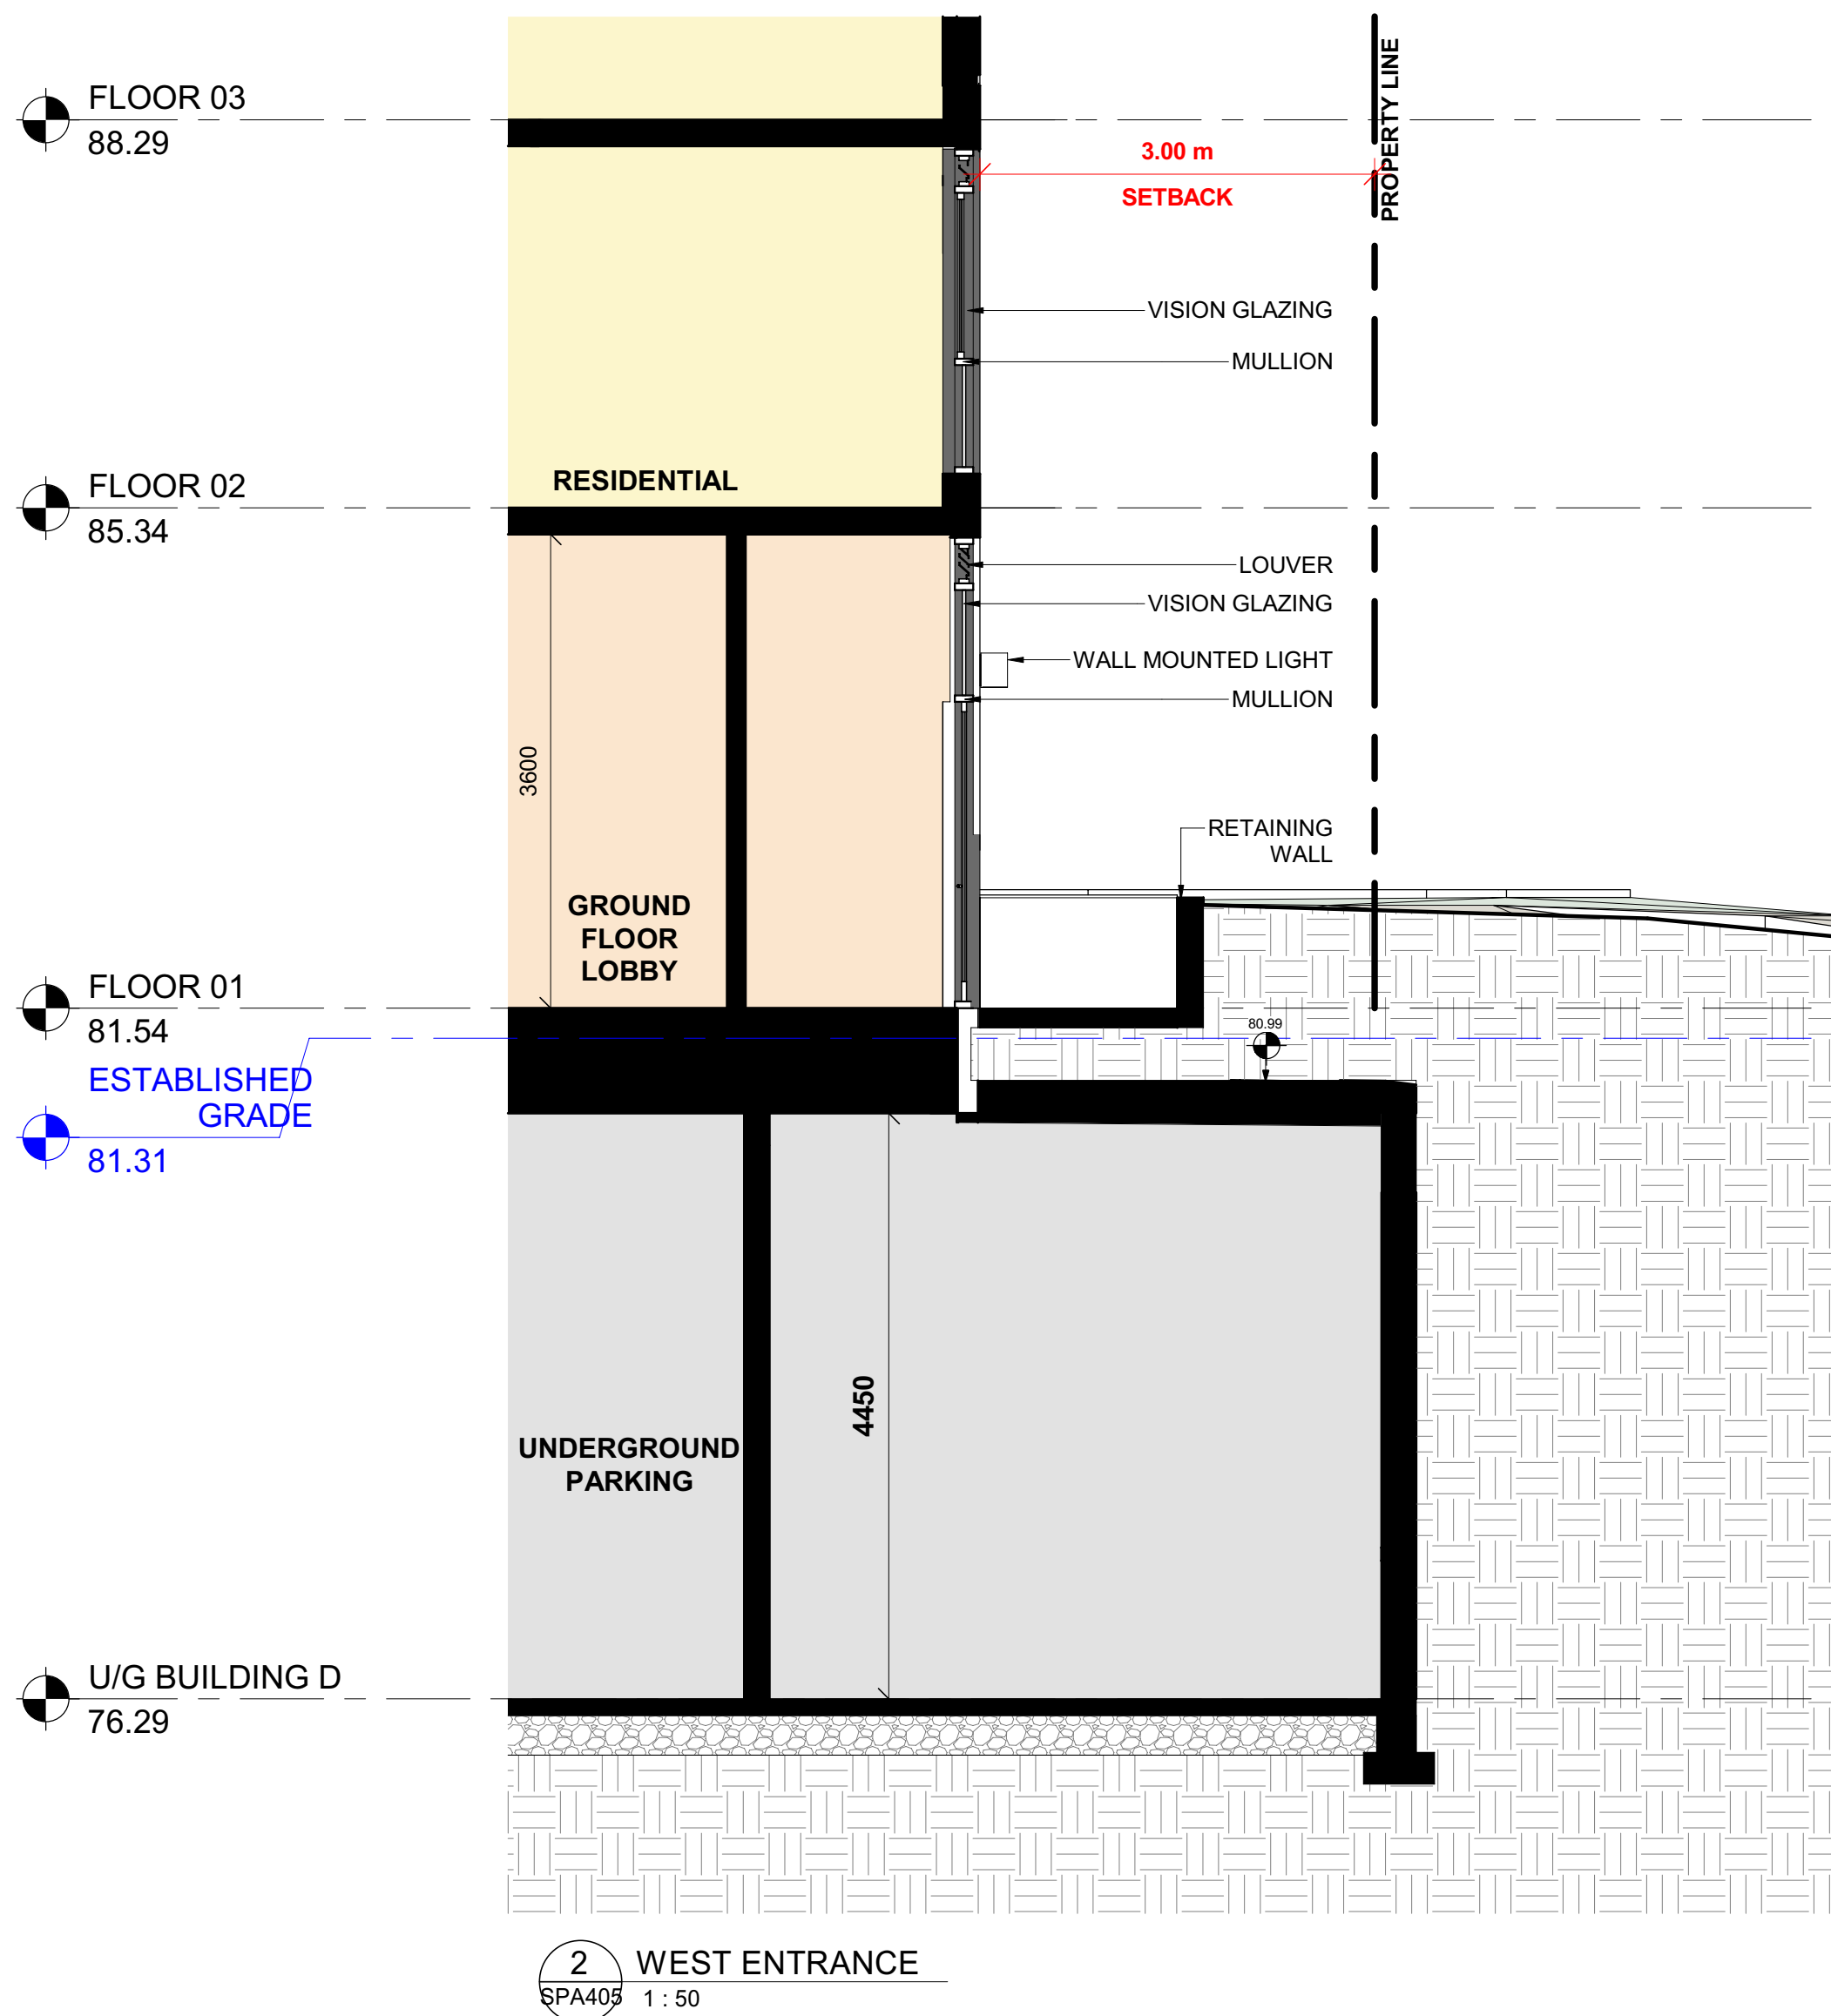 PROPERTY LINE
FLOOR 03
88.29
3.00 m
SETBACK
VISION GLAZING
MULLION
RESIDENTIAL
FLOOR 02
85.34
LOUVER
VISION GLAZING
WALL MOUNTED LIGHT
MULLION
3600
RETAINING
WALL
GROUND
FLOOR
LOBBY
FLOOR 01
81.54
80.99
ESTABLISHED
GRADE
81.31
4450
UNDERGROUND
PARKING
U/G BUILDING D
76.29
2
WEST ENTRANCE
SPA405
1 : 50